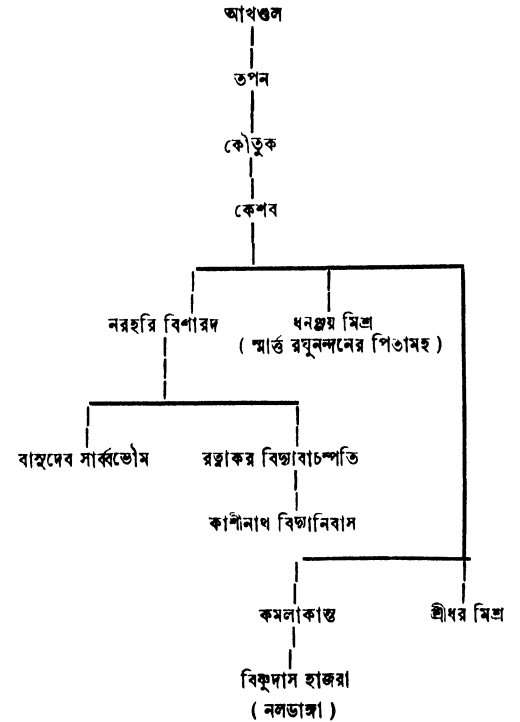 আখণ্ডল
তপন
কৌতুক
কেশব
নরহরি বিশারদ
ধনঞ্জয় মিশ্র
( স্মার্ত্ত রঘুনন্দনের পিতামহ )
বাসুদেব সার্ব্বভৌম
রত্নাকর বিদ্যাবাচস্পতি
কাশীনাথ বিদ্যানিবাস
কমলাকান্ত
শ্রীধর মিশ্র
বিষ্ণুদাস হাজরা
( নলডাঙ্গা )